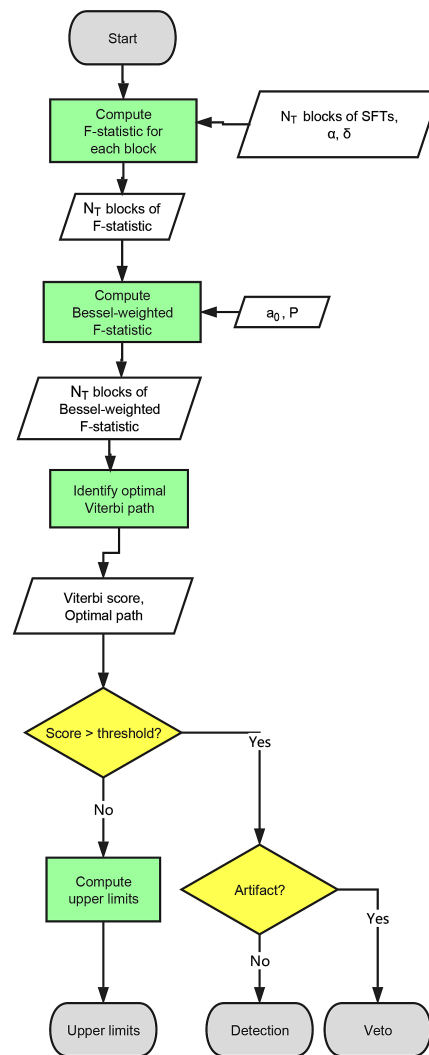 Start
Compute
F-statistic for
each block
N_T blocks of SFTs,
α, δ
N_T blocks of
F-statistic
Compute
Bessel-weighted
F-statistic
a_0, P
N_T blocks of
Bessel-weighted
F-statistic
Identify optimal
Viterbi path
Viterbi score,
Optimal path
Score > threshold?
Yes
No
Compute
upper limits
Artifact?
Yes
No
Upper limits
Detection
Veto